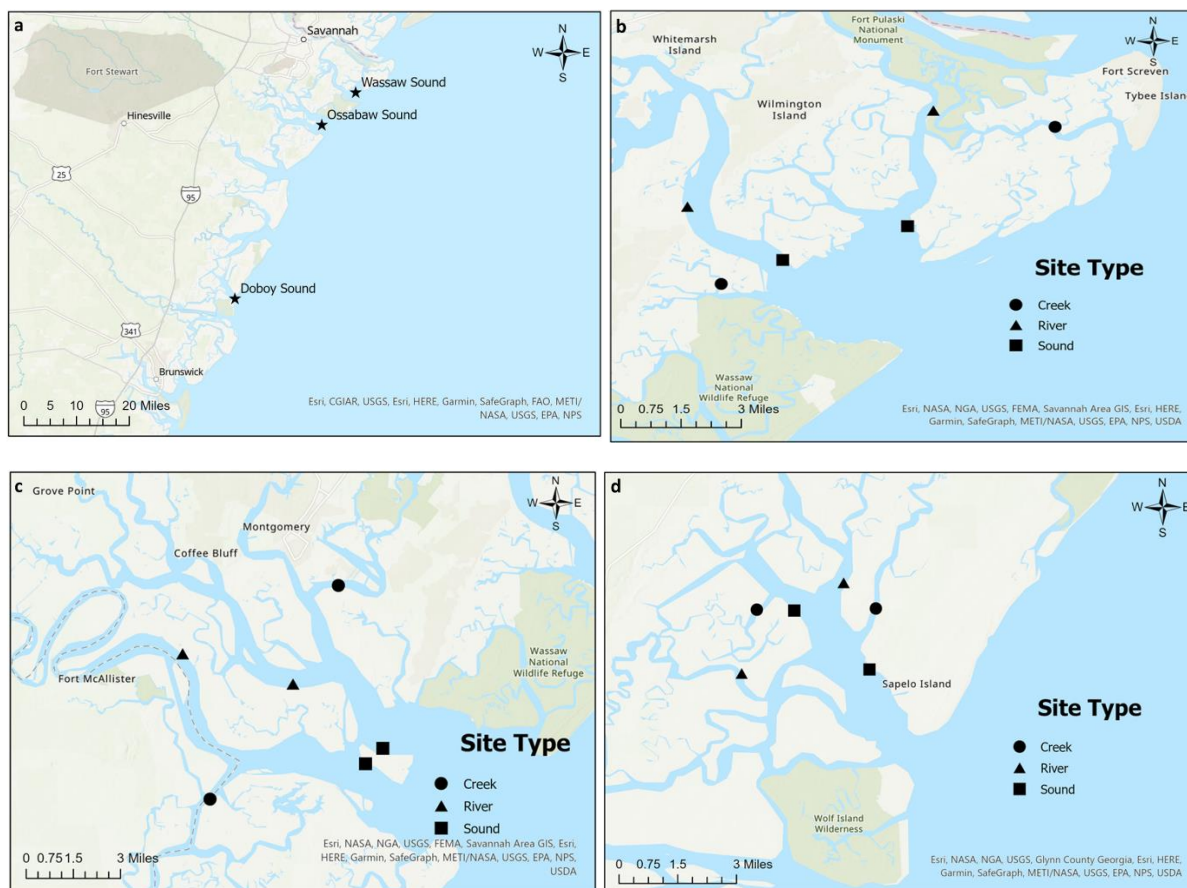 a
Savannah
N
W E
S
Fort Stewart
Wassaw Sound
Ossabaw Sound
Hinesville
25
95
Doboy Sound
341
Brunswick
0 5 10 20 Miles
95
Esri, CGIAR, USGS, Esri, HERE, Garmin, SafeGraph, FAO, METI/
NASA, USGS, EPA, NPS
b
Fort Pulaski
National
Monument
N
W E
S
Whitemarsh
Island
Fort Screven
Tybee Island
Wilmington
Island
Site Type
Creek
River
Sound
Wassaw
National
Wildlife Refuge
0 0.75 1.5 3 Miles
Esri, NASA, NGA, USGS, FEMA, Savannah Area GIS, Esri, HERE,
Garmin, SafeGraph, METI/NASA, USGS, EPA, NPS, USDA
c
Grove Point
N
W E
S
Montgomery
Coffee Bluff
Wassaw
National
Wildlife Refuge
Fort McAllister
Site Type
Creek
River
Sound
0 0.75 1.5 3 Miles
Esri, NASA, NGA, USGS, FEMA, Savannah Area GIS, Esri,
HERE, Garmin, SafeGraph, METI/NASA, USGS, EPA, NPS,
USDA
d
N
W E
S
Sapelo Island
Site Type
Creek
River
Sound
Wolf Island
Wilderness
0 0.75 1.5 3 Miles
Esri, NASA, NGA, USGS, Glynn County Georgia, Esri, HERE,
Garmin, SafeGraph, METI/NASA, USGS, EPA, NPS, USDA